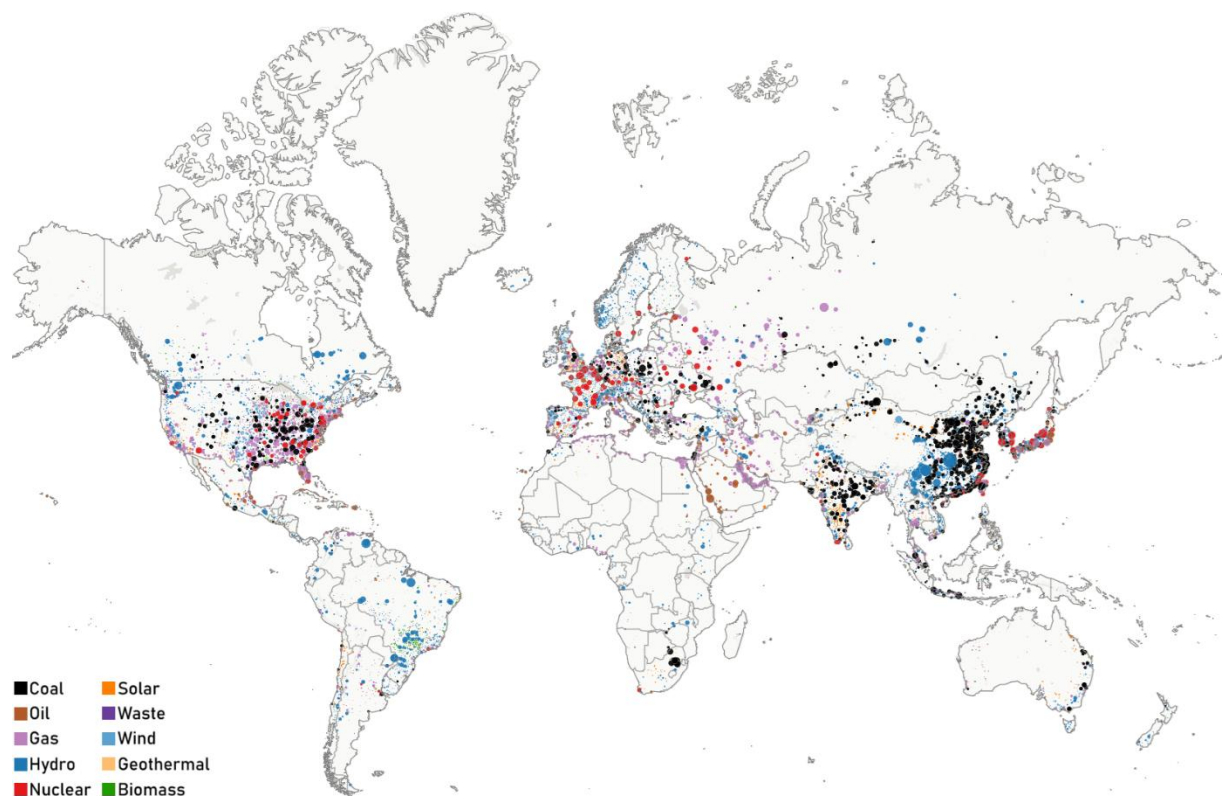 Coal
Oil
Gas
Hydro
Nuclear
Solar
Waste
Wind
Geothermal
Biomass